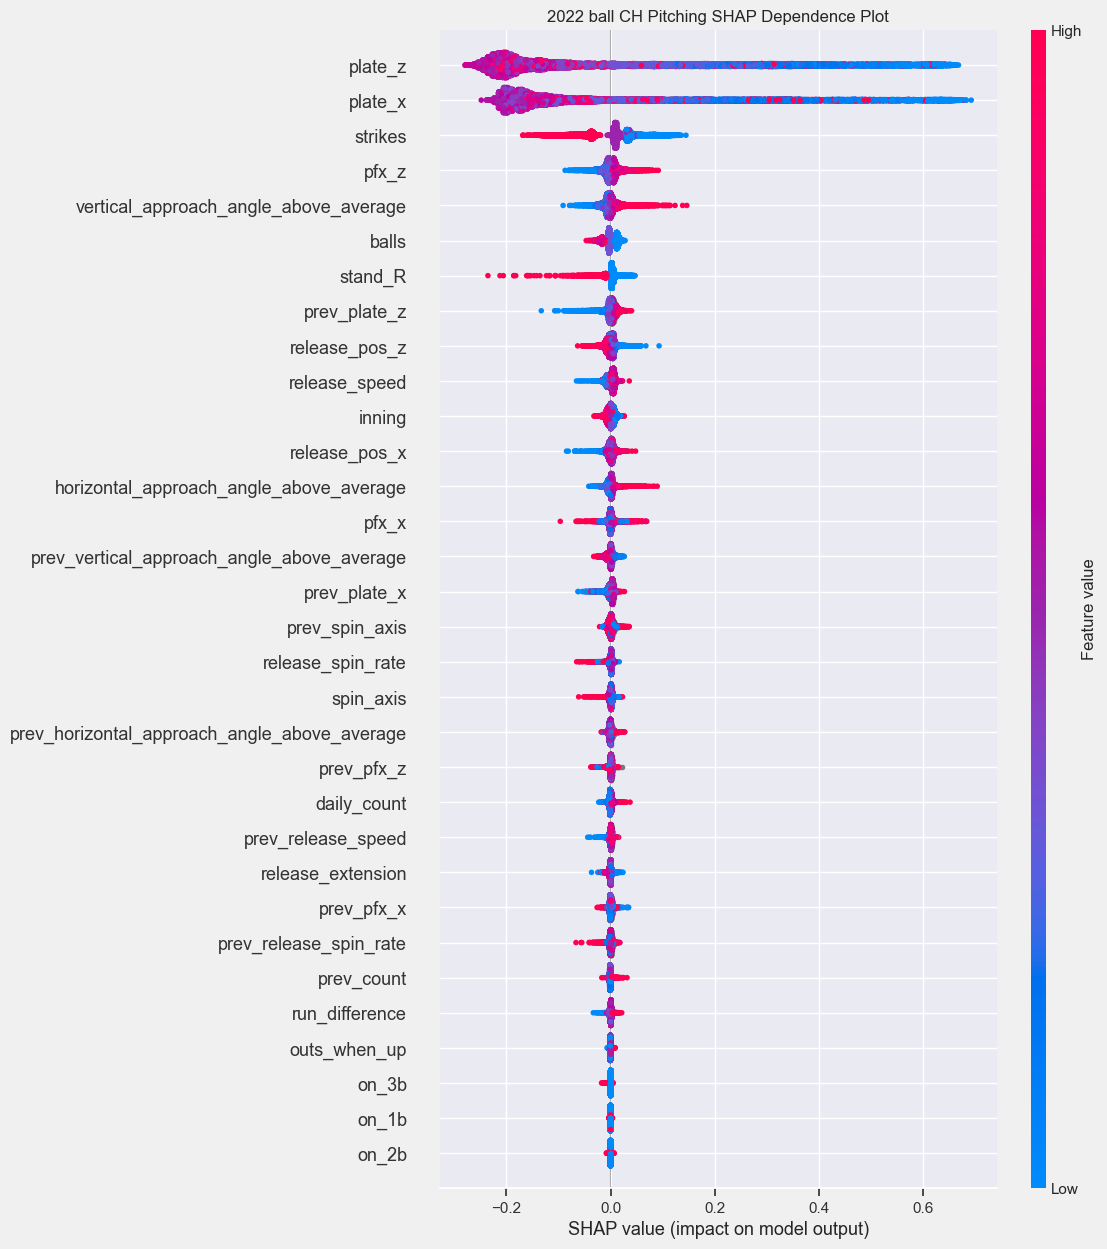 2022 ball CH Pitching SHAP Dependence Plot
High
plate_z
plate_x
strikes
pfx_z
vertical_approach_angle_above_average
balls
stand_R
prev_plate_z
release_pos_z
release_speed
inning
release_pos_x
horizontal_approach_angle_above_average
pfx_x
prev_vertical_approach_angle_above_average
prev_plate_x
prev_spin_axis
release_spin_rate
spin_axis
prev_horizontal_approach_angle_above_average
prev_pfx_z
daily_count
prev_release_speed
release_extension
prev_pfx_x
prev_release_spin_rate
prev_count
run_difference
outs_when_up
on_3b
on_1b
on_2b
Feature value
Low
−0.2 0.0 0.2 0.4 0.6
SHAP value (impact on model output)